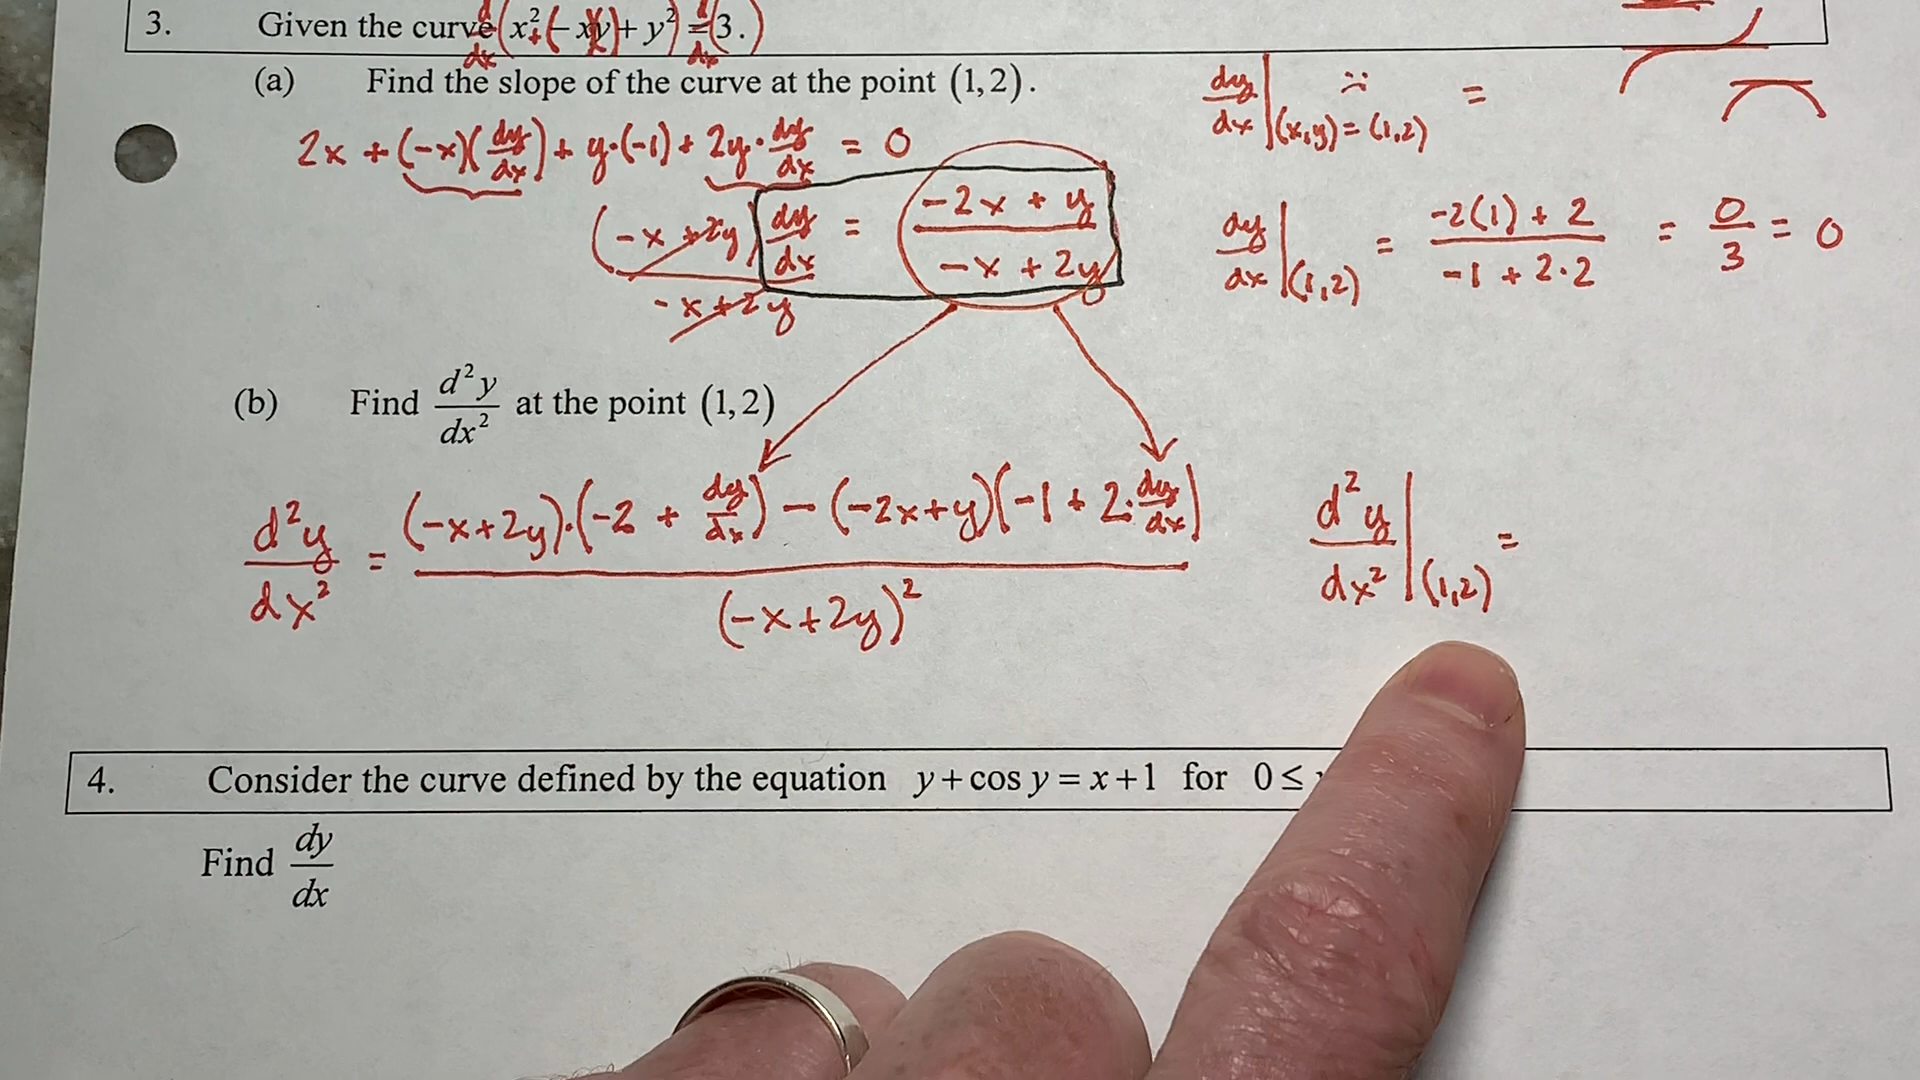 3. Given the curve d/dx (x² + (-xy) + y²) = d/dx (3.)
(a) Find the slope of the curve at the point (1, 2).
dy/dx |(x,y) = (1,2) =
2x + (-x)(dy/dx) + y·(-1) + 2y·dy/dx = 0
(-x + 2y) dy/dx = (-2x + y)/(-x + 2y)
-x + 2y
dy/dx |(1,2) = (-2(1) + 2)/(-1 + 2·2) = 0/3 = 0
(b) Find d²y/dx² at the point (1, 2)
d²y/dx² = ((-x+2y)·(-2 + dy/dx) - (-2x+y)(-1 + 2·dy/dx))/(-x+2y)²
d²y/dx² |(1,2) =
4. Consider the curve defined by the equation y + cos y = x + 1 for 0 ≤
Find dy/dx